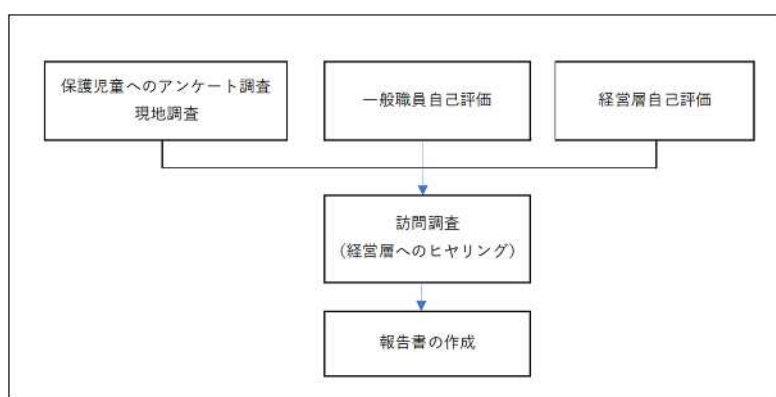 保護児童へのアンケート調査
現地調査
一般職員自己評価
経営層自己評価
訪問調査
(経営層へのヒヤリング)
報告書の作成